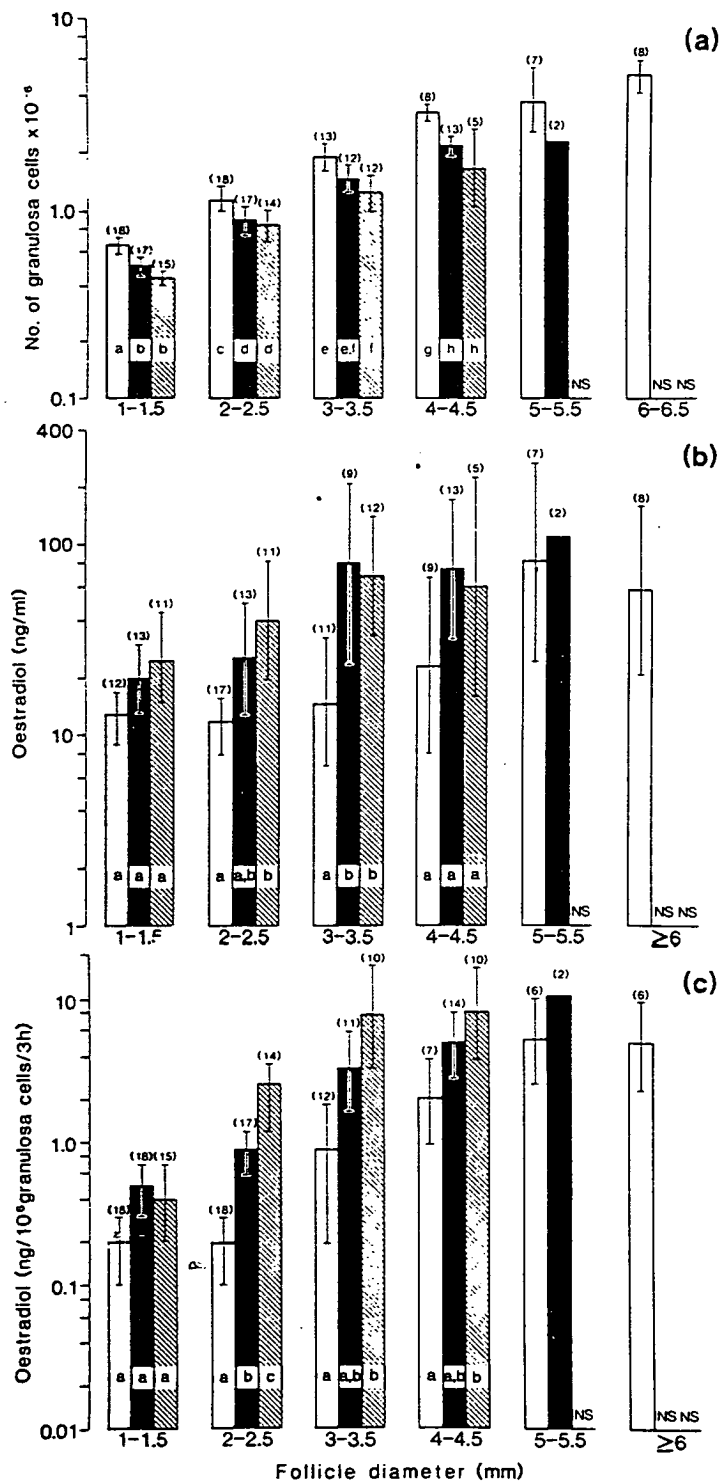 (a)
No. of granulosa cells x 10⁻⁶
10
1.0
0.1
(18) (17) (15)
(18) (17) (14)
(13) (12) (12)
(8) (13) (5)
(7) (2)
(8)
a b b
c d d
e e,f f
g h h
NS
NS NS
1–1.5 2–2.5 3–3.5 4–4.5 5–5.5 6–6.5
(b)
Oestradiol (ng/ml)
400
100
10
1
(12) (13) (11)
(17) (13) (11)
(11) (9) (12)
(9) (13) (5)
(7) (2)
(8)
a a a
a a,b b
a b b
a a a
NS
NS NS
1–1.5 2–2.5 3–3.5 4–4.5 5–5.5 ≥6
(c)
Oestradiol (ng/10⁶granulosa cells/3h)
10
1.0
0.1
0.01
(18) (18) (15)
(18) (17) (14)
(12) (11) (10)
(7) (14) (10)
(6) (2)
(6)
a a a
a b c
a a,b b
a a,b b
NS
NS NS
1–1.5 2–2.5 3–3.5 4–4.5 5–5.5 ≥6
Follicle diameter (mm)